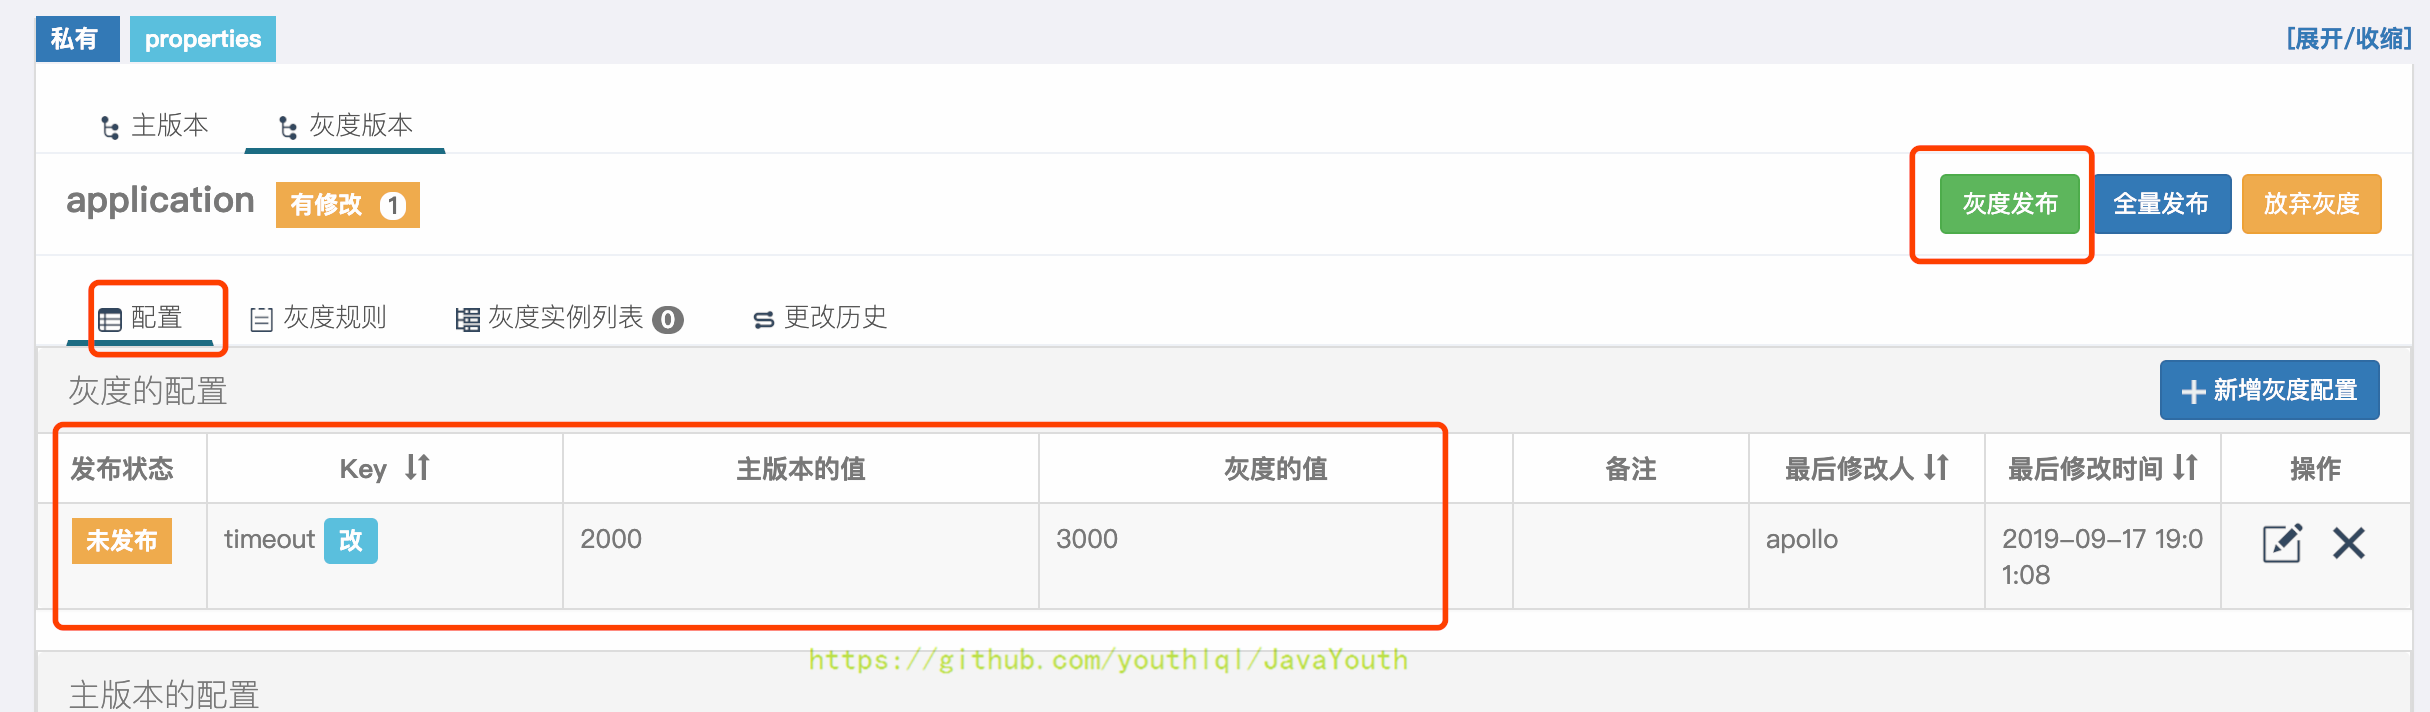 私有 properties [展开/收缩]
主版本 灰度版本
application 有修改 1 灰度发布 全量发布 放弃灰度
配置 灰度规则 灰度实例列表 0 更改历史
灰度的配置 新增灰度配置
发布状态 Key 主版本的值 灰度的值 备注 最后修改人 最后修改时间 操作
未发布 timeout 改 2000 3000 apollo 2019-09-17 19:0
1:08
https://github.com/youthlql/JavaYouth
主版本的配置